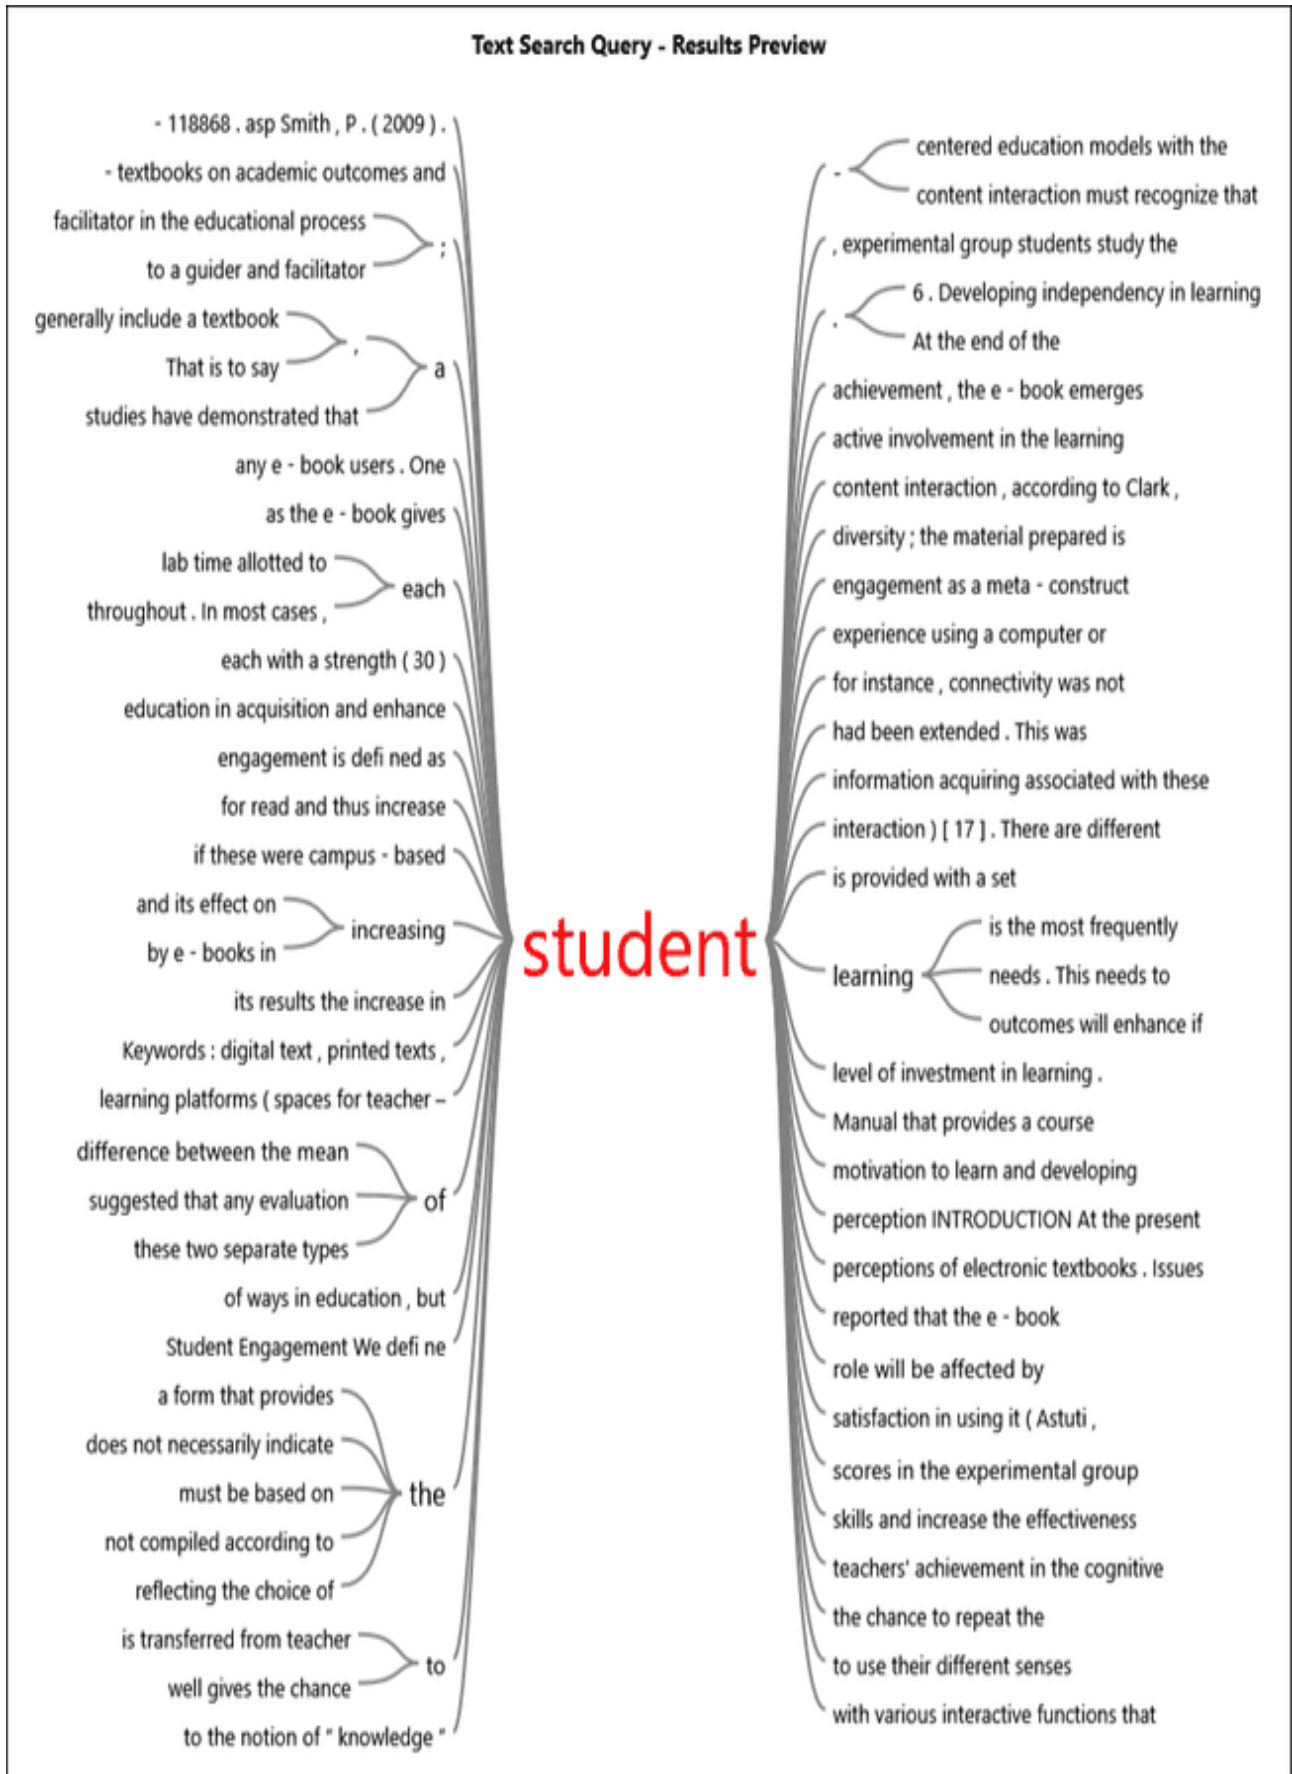 Text Search Query - Results Preview
- 118868 . asp Smith , P . ( 2009 ) .
- textbooks on academic outcomes and
facilitator in the educational process
to a guider and facilitator
;
generally include a textbook
That is to say
,
studies have demonstrated that
a
any e - book users . One
as the e - book gives
lab time allotted to
throughout . In most cases ,
each
each with a strength ( 30 )
education in acquisition and enhance
engagement is defi ned as
for read and thus increase
if these were campus - based
and its effect on
by e - books in
increasing
its results the increase in
Keywords : digital text , printed texts ,
learning platforms ( spaces for teacher –
difference between the mean
suggested that any evaluation
these two separate types
of
of ways in education , but
Student Engagement We defi ne
a form that provides
does not necessarily indicate
must be based on
not compiled according to
reflecting the choice of
the
is transferred from teacher
well gives the chance
to
to the notion of " knowledge "
student
-
centered education models with the
content interaction must recognize that
, experimental group students study the
.
6 . Developing independency in learning
At the end of the
achievement , the e - book emerges
active involvement in the learning
content interaction , according to Clark ,
diversity ; the material prepared is
engagement as a meta - construct
experience using a computer or
for instance , connectivity was not
had been extended . This was
information acquiring associated with these
interaction ) [ 17 ] . There are different
is provided with a set
learning
is the most frequently
needs . This needs to
outcomes will enhance if
level of investment in learning .
Manual that provides a course
motivation to learn and developing
perception INTRODUCTION At the present
perceptions of electronic textbooks . Issues
reported that the e - book
role will be affected by
satisfaction in using it ( Astuti ,
scores in the experimental group
skills and increase the effectiveness
teachers' achievement in the cognitive
the chance to repeat the
to use their different senses
with various interactive functions that